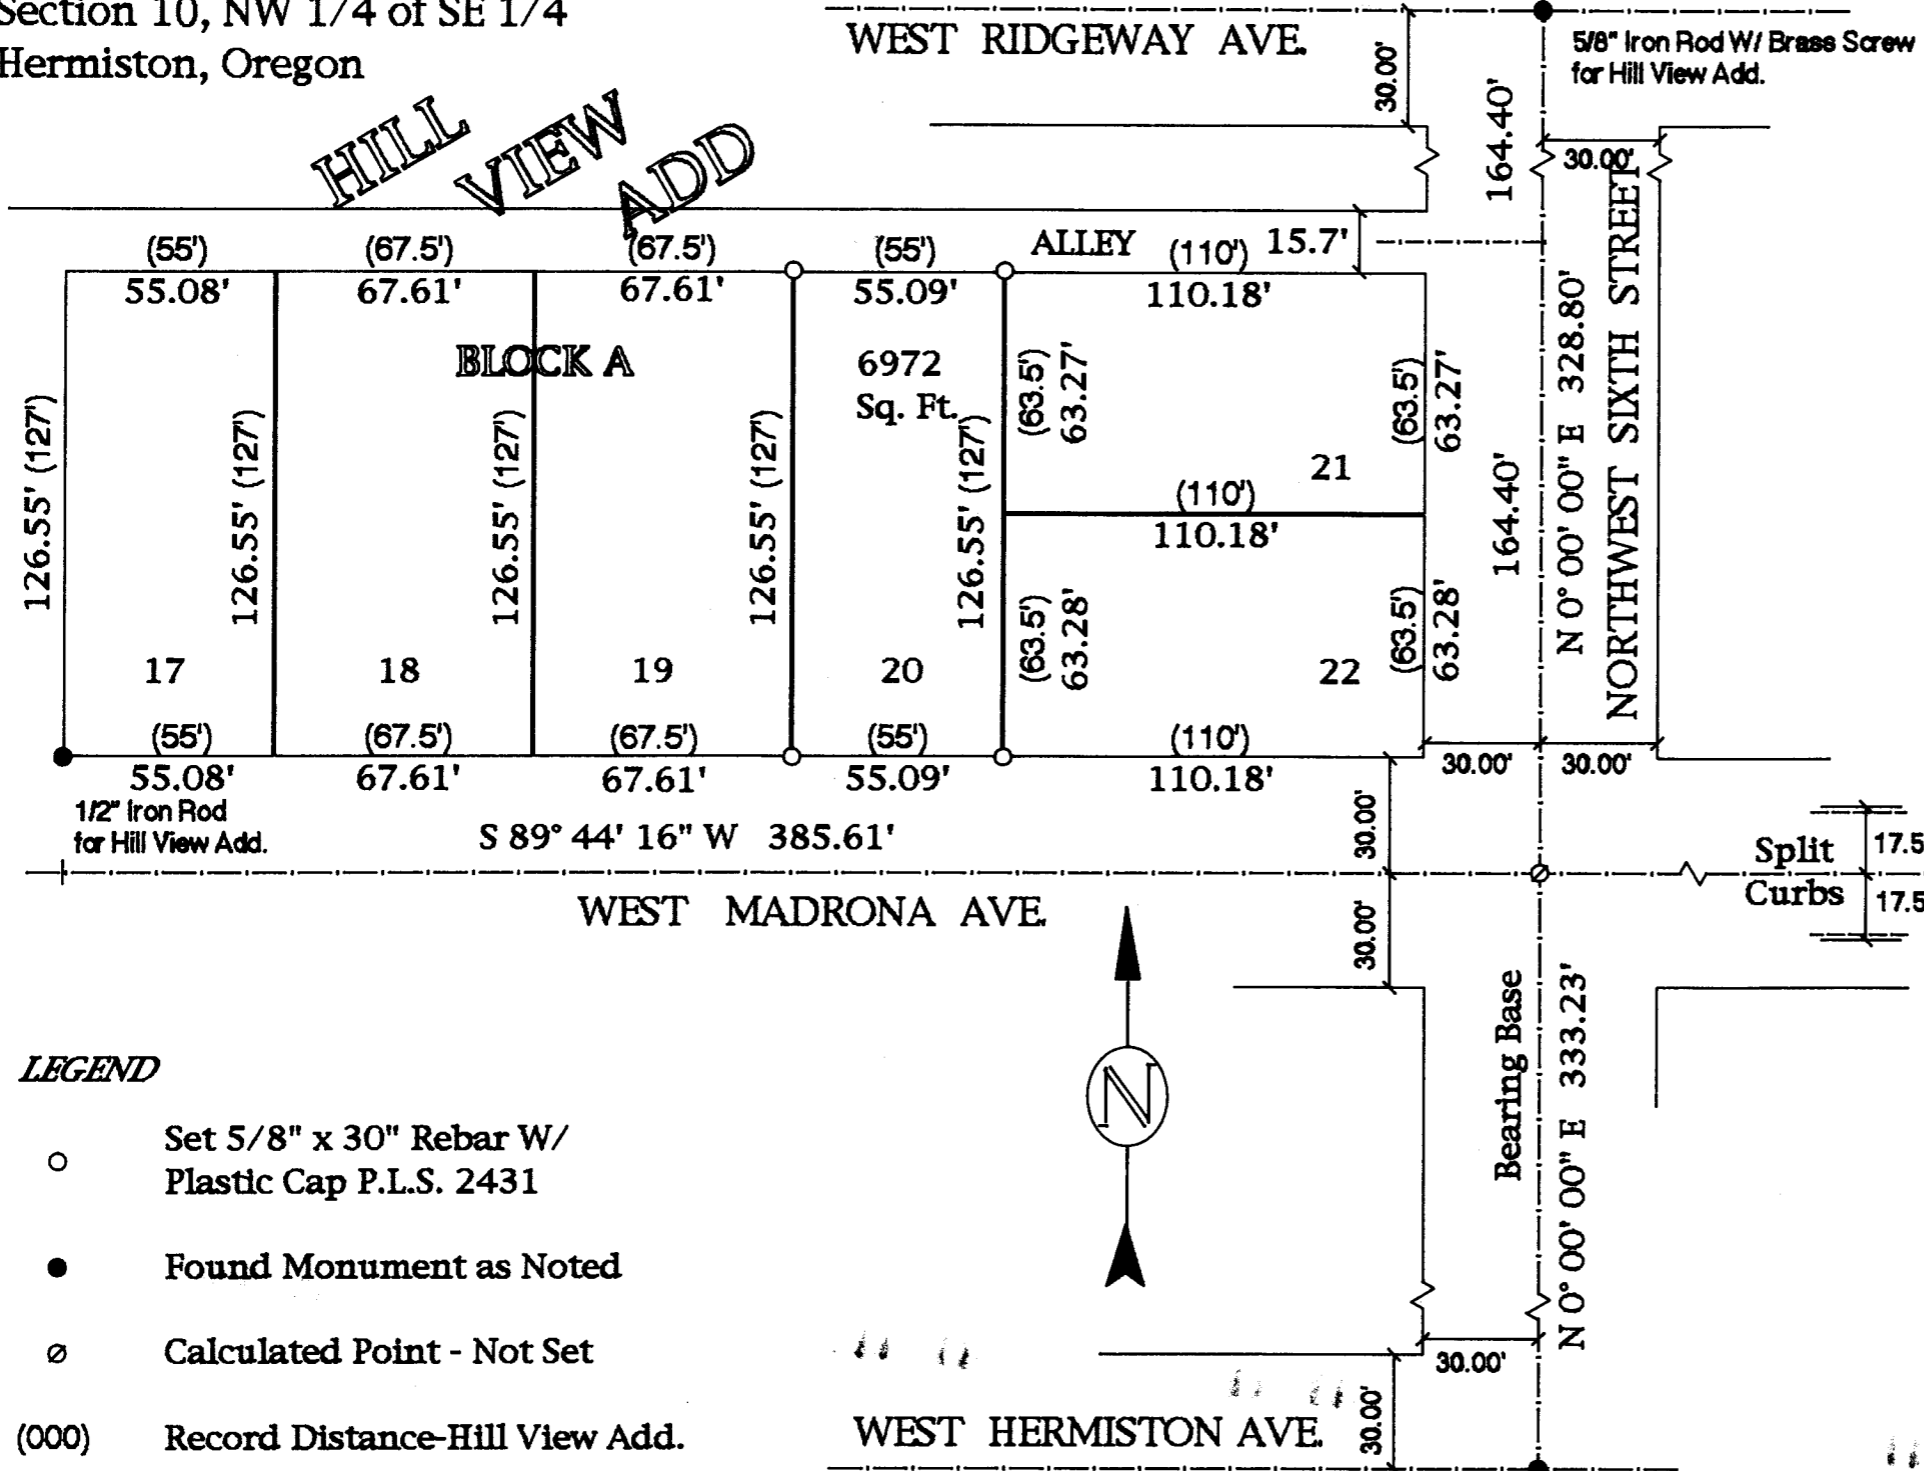 Section 10, NW 1/4 of SE 1/4
Hermiston, Oregon
WEST RIDGEWAY AVE.
30.00'
5/8" Iron Rod W/ Brass Screw
for Hill View Add.
164.40'
30.00'
HILL
VIEW
ADD
(55') (67.5') (67.5') (55') ALLEY (110') 15.7'
55.08' 67.61' 67.61' 55.09' 110.18'
BLOCK A
6972
Sq. Ft.
126.55' (127')
126.55' (127')
126.55' (127')
126.55' (127')
126.55' (127')
(63.5')
63.27'
(63.5')
63.27'
21
(110')
110.18'
(63.5')
63.28'
(63.5')
63.28'
164.40'
N 0° 00' 00" E 328.80'
NORTHWEST SIXTH STREET
17 18 19 20 22
(55') (67.5') (67.5') (55') (110')
55.08' 67.61' 67.61' 55.09' 110.18'
30.00' 30.00'
1/2" Iron Rod
for Hill View Add.
S 89° 44' 16" W 385.61'
30.00'
Split
Curbs
17.5
17.5
WEST MADRONA AVE.
30.00'
N
Bearing Base
N 0° 00' 00" E 333.23'
LEGEND
Set 5/8" x 30" Rebar W/
Plastic Cap P.L.S. 2431
Found Monument as Noted
Calculated Point - Not Set
(000) Record Distance-Hill View Add.
30.00'
30.00'
WEST HERMISTON AVE.